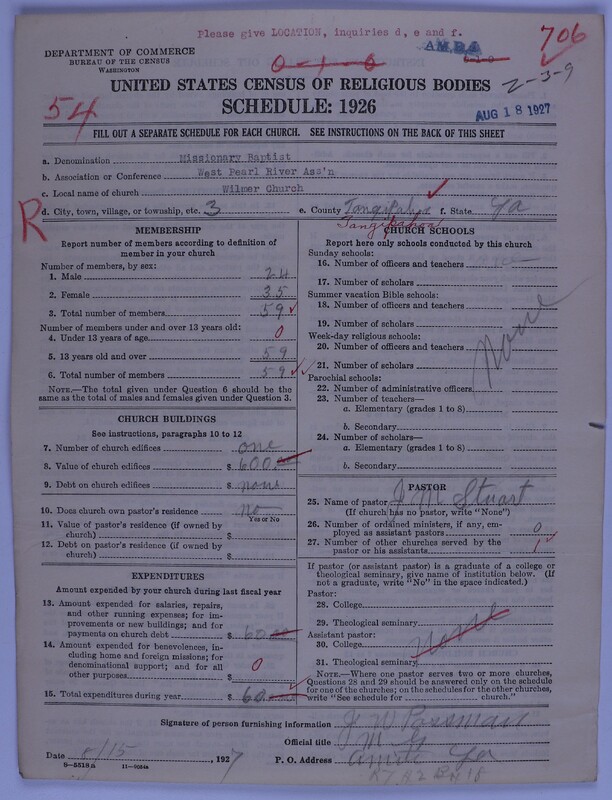 Please give LOCATION, inquiries d, e and f.
706
AMBA
0-1-0
DEPARTMENT OF COMMERCE
BUREAU OF THE CENSUS
WASHINGTON
UNITED STATES CENSUS OF RELIGIOUS BODIES
2-3-9
SCHEDULE: 1926
54
AUG 18 1927
FILL OUT A SEPARATE SCHEDULE FOR EACH CHURCH. SEE INSTRUCTIONS ON THE BACK OF THIS SHEET
a. Denomination Missionary Baptist
b. Association or Conference West Pearl River Ass'n
c. Local name of church Wilmer Church
d. City, town, village, or township, etc. 3 e. County Tangipahoa f. State La
R
Tangipahoa
MEMBERSHIP
Report number of members according to definition of member in your church
Number of members, by sex:
1. Male 24
2. Female 35
3. Total number of members 59
Number of members under and over 13 years old:
4. Under 13 years of age 0
5. 13 years old and over 59
6. Total number of members 59
NOTE.—The total given under Question 6 should be the same as the total of males and females given under Question 3.
CHURCH BUILDINGS
See instructions, paragraphs 10 to 12
7. Number of church edifices one
8. Value of church edifices $ 600.00
9. Debt on church edifices $ none
10. Does church own pastor's residence no
Yes or No
11. Value of pastor's residence (if owned by church) $
12. Debt on pastor's residence (if owned by church) $
EXPENDITURES
Amount expended by your church during last fiscal year
13. Amount expended for salaries, repairs, and other running expenses; for improvements or new buildings; and for payments on church debt $ 60.00
14. Amount expended for benevolences, including home and foreign missions; for denominational support; and for all other purposes $ 0
15. Total expenditures during year $ 60.00
CHURCH SCHOOLS
Report here only schools conducted by this church
Sunday schools:
16. Number of officers and teachers
17. Number of scholars
Summer vacation Bible schools:
18. Number of officers and teachers
19. Number of scholars
Week-day religious schools:
20. Number of officers and teachers
21. Number of scholars
None
Parochial schools:
22. Number of administrative officers
23. Number of teachers—
a. Elementary (grades 1 to 8)
b. Secondary
24. Number of scholars—
a. Elementary (grades 1 to 8)
b. Secondary
PASTOR
25. Name of pastor J M Stuart
(If church has no pastor, write "None")
26. Number of ordained ministers, if any, employed as assistant pastors 0
27. Number of other churches served by the pastor or his assistants 1
If pastor (or assistant pastor) is a graduate of a college or theological seminary, give name of institution below. (If not a graduate, write "No" in the space indicated.)
Pastor:
28. College
29. Theological seminary
Assistant pastor:
30. College
31. Theological seminary
NOTE.—Where one pastor serves two or more churches, Questions 28 and 29 should be answered only on the schedule for one of the churches; on the schedules for the other churches, write "See schedule for church."
Signature of person furnishing information J W
Official title
Date 8/15, 1927 P. O. Address Amite La
8-5518a 11-9034a